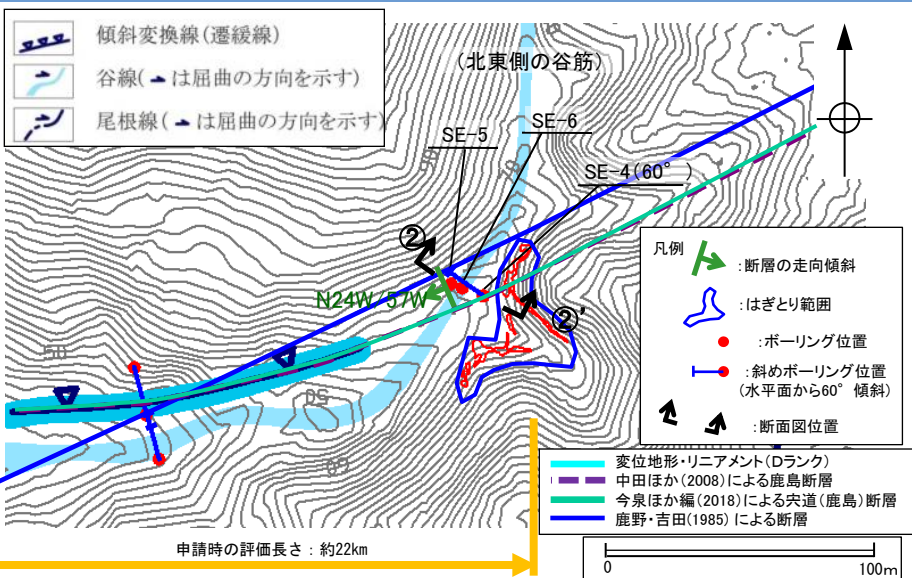 傾斜変換線(遷緩線)
谷線(は屈曲の方向を示す)
尾根線(は屈曲の方向を示す)
(北東側の谷筋)
SE-5
SE-6
SE-4(60°)
②
②'
N24W/57W
50
50
60
凡例
:断層の走向傾斜
:はぎとり範囲
:ボーリング位置
:斜めボーリング位置
(水平面から60°傾斜)
:断面図位置
変位地形・リニアメント(Dランク)
中田ほか(2008)による鹿島断層
今泉ほか編(2018)による宍道(鹿島)断層
鹿野・吉田(1985)による断層
申請時の評価長さ:約22km
0
100m